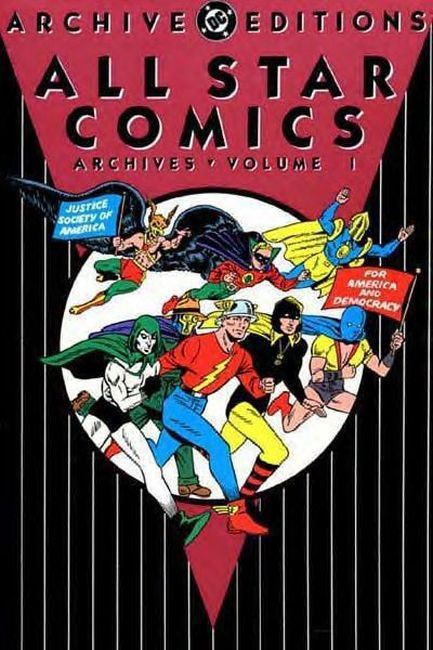 ARCHIVE DC EDITIONS
ALL STAR
COMICS
ARCHIVES ▾ VOLUME 1
JUSTICE
SOCIETY OF
AMERICA
FOR
AMERICA
AND
DEMOCRACY